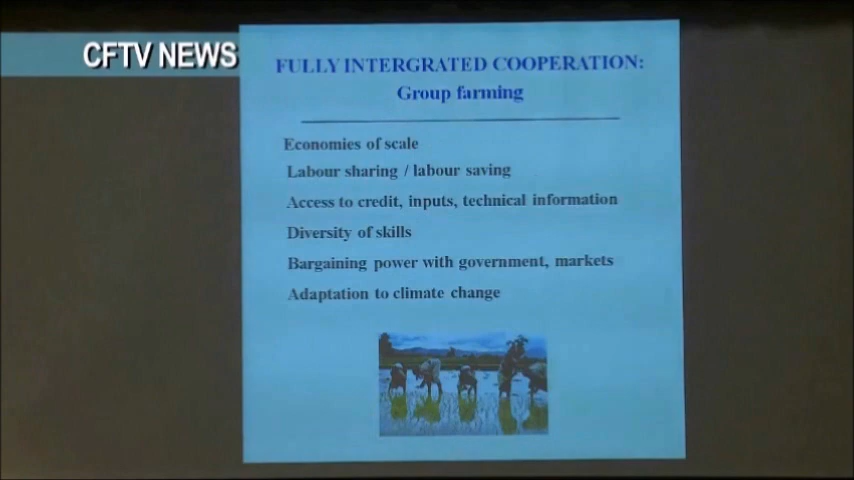 CFTV NEWS
FULLY INTERGRATED COOPERATION:
Group farming
Economies of scale
Labour sharing / labour saving
Access to credit, inputs, technical information
Diversity of skills
Bargaining power with government, markets
Adaptation to climate change